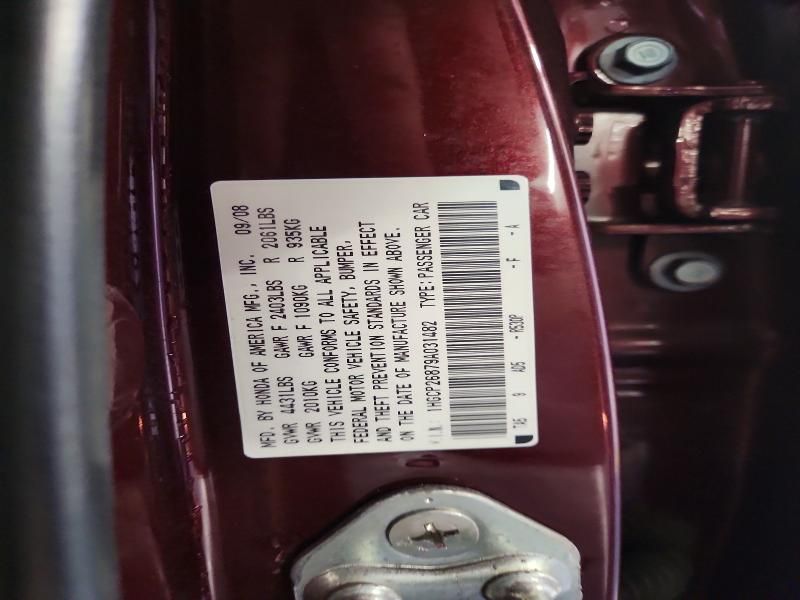 MFD. BY HONDA OF AMERICA MFG., INC. 09/08
GVWR 4431LBS GAWR F 2403LBS R 2061LBS
GVWR 2010KG GAWR F 1090KG R 935KG
THIS VEHICLE CONFORMS TO ALL APPLICABLE
FEDERAL MOTOR VEHICLE SAFETY, BUMPER,
AND THEFT PREVENTION STANDARDS IN EFFECT
ON THE DATE OF MANUFACTURE SHOWN ABOVE.
V.I.N.: 1HGCP26879A031482 TYPE:PASSENGER CAR
TA6 9 A05 -R530P -F -A